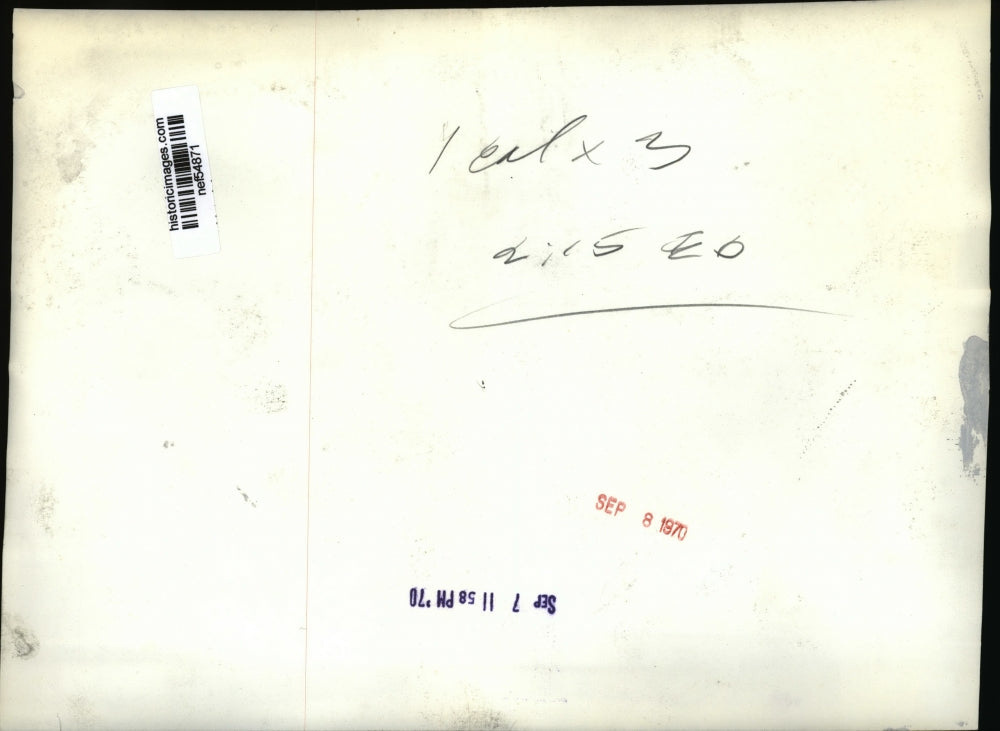 historicimages.com
nef54871
1 col x 3
2:15 ED
SEP 8 1970
SEP 7 11 58 PM '70